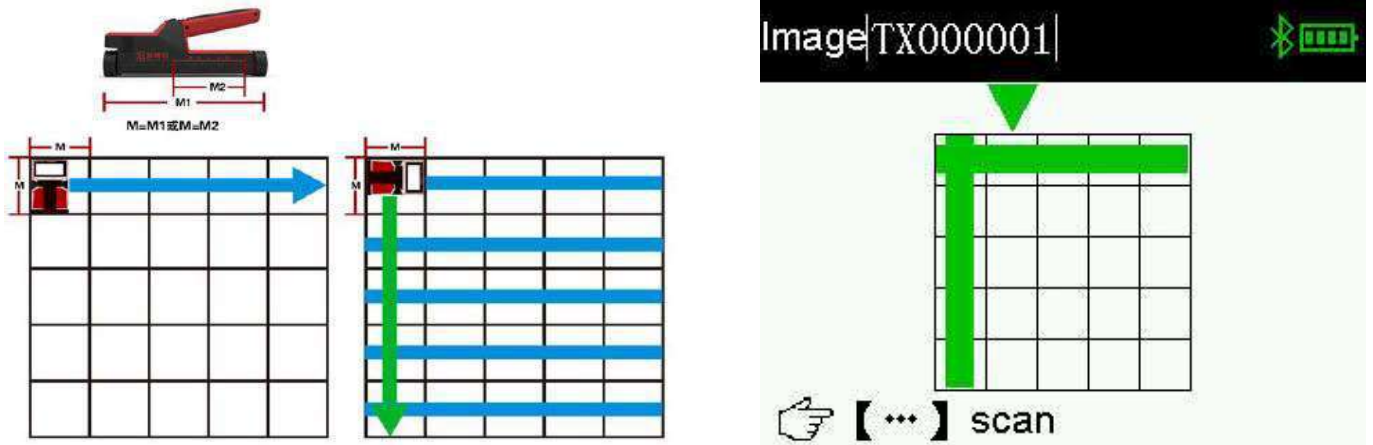 M2
M1
M=M1或M=M2
M
M
M
M
Image TX000001
【 ··· 】 scan